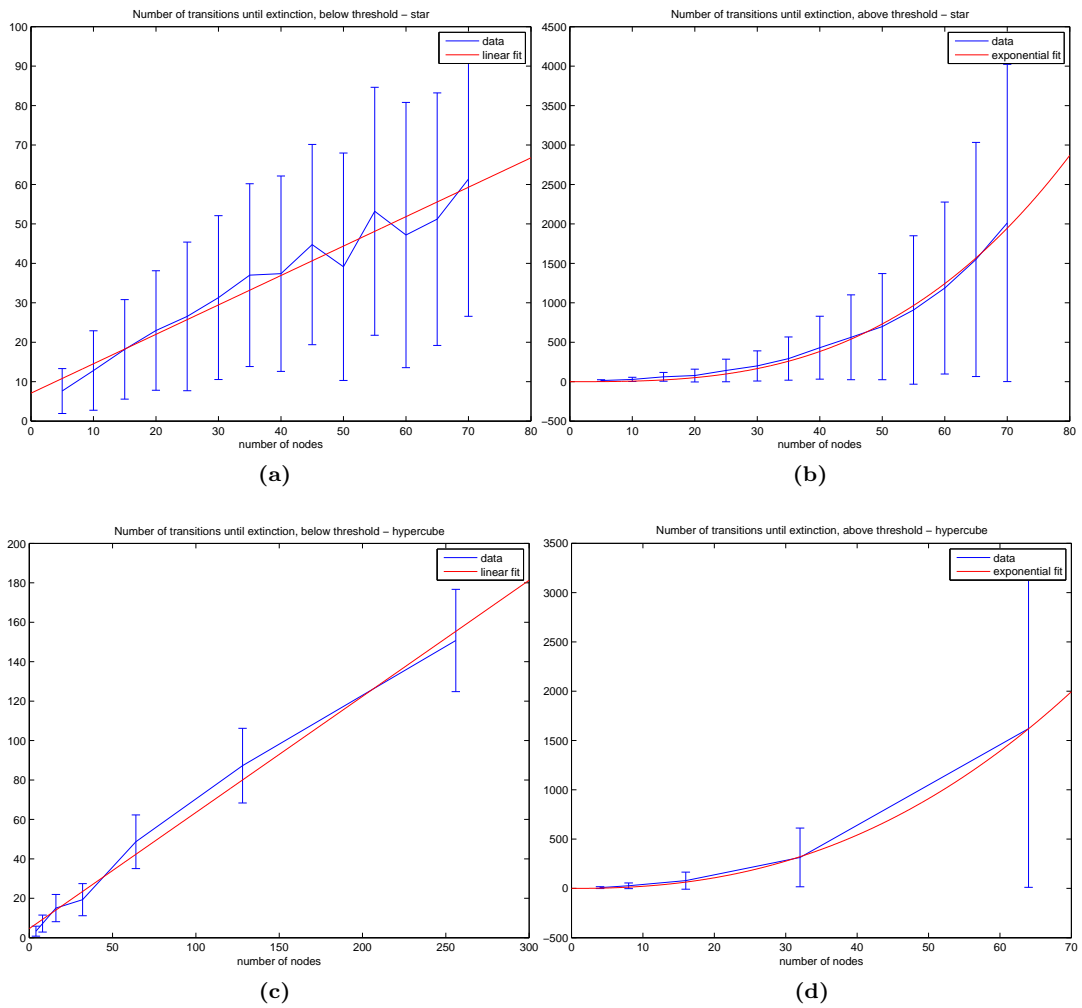 Number of transitions until extinction, below threshold – star
100
90
80
70
60
50
40
30
20
10
0
0 10 20 30 40 50 60 70 80
number of nodes
data
linear fit
(a)
Number of transitions until extinction, above threshold – star
4500
4000
3500
3000
2500
2000
1500
1000
500
0
−500
0 10 20 30 40 50 60 70 80
number of nodes
data
exponential fit
(b)
Number of transitions until extinction, below threshold – hypercube
200
180
160
140
120
100
80
60
40
20
0
0 50 100 150 200 250 300
number of nodes
data
linear fit
(c)
Number of transitions until extinction, above threshold – hypercube
3500
3000
2500
2000
1500
1000
500
0
−500
0 10 20 30 40 50 60 70
number of nodes
data
exponential fit
(d)